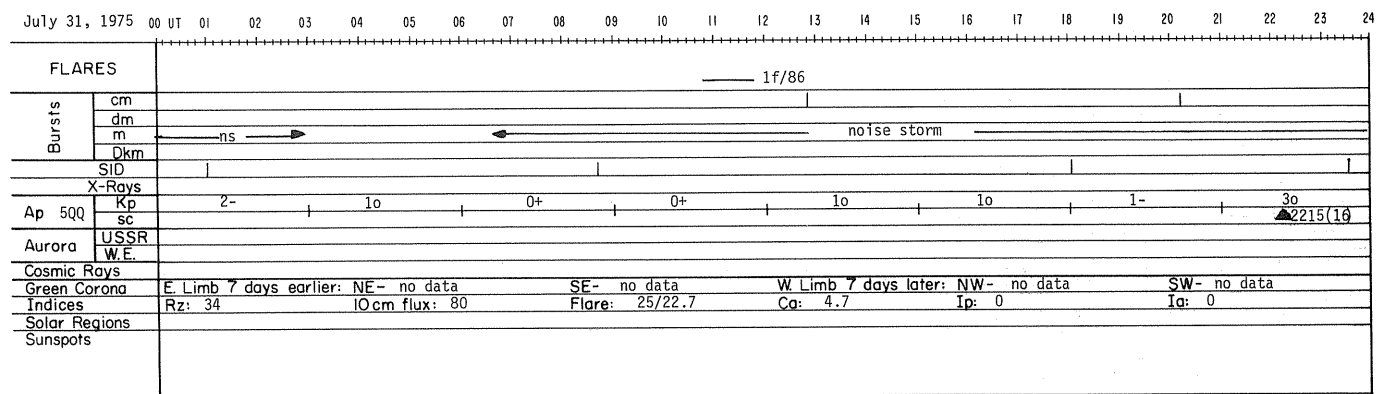 July 31, 1975 00 UT 01 02 03 04 05 06 07 08 09 10 11 12 13 14 15 16 17 18 19 20 21 22 23 24
FLARES 1f/86
Bursts
cm
dm
m ns noise storm
Dkm
SID
X-Rays
Ap 5QQ
Kp 2- 1o 0+ 0+ 1o 1o 1- 3o
sc 2215(16)
Aurora
USSR
W.E.
Cosmic Rays
Green Corona E. Limb 7 days earlier: NE- no data SE- no data W. Limb 7 days later: NW- no data SW- no data
Indices Rz: 34 10cm flux: 80 Flare: 25/22.7 Ca: 4.7 Ip: 0 Ia: 0
Solar Regions
Sunspots